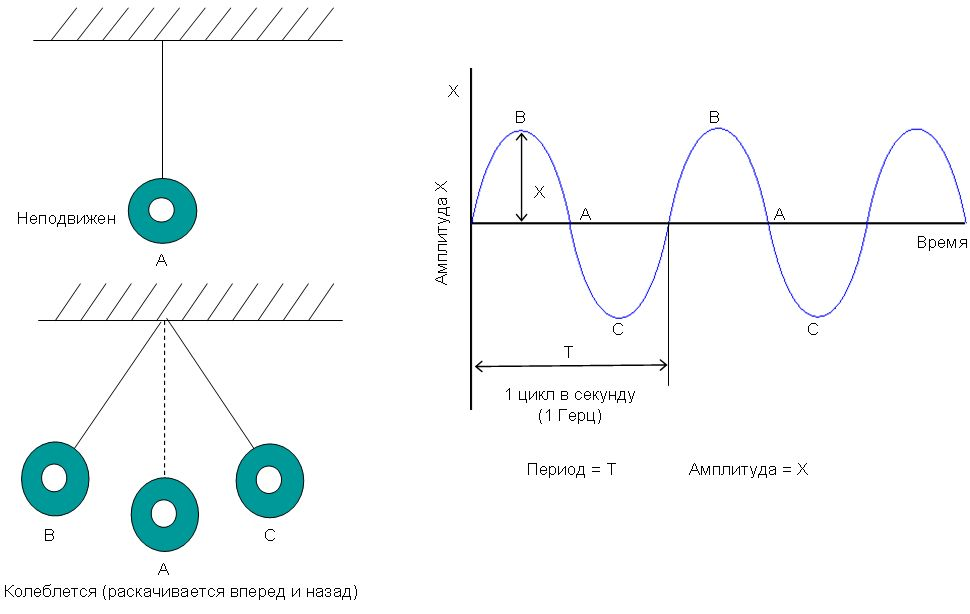 Неподвижен
A
B
A
C
Колеблется (раскачивается вперед и назад)
X
Амплитуда X
B
X
A
C
B
A
C
Время
T
1 цикл в секунду
(1 Герц)
Период = T
Амплитуда = X